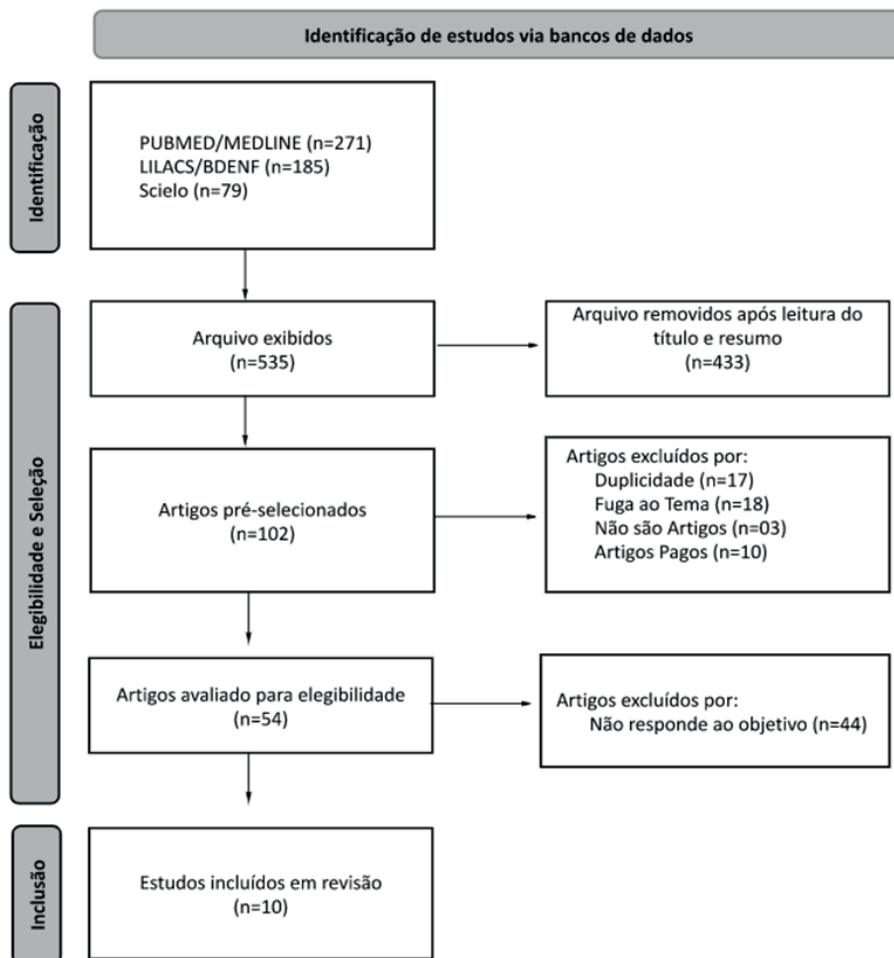 Identificação de estudos via bancos de dados
Identificação
PUBMED/MEDLINE (n=271)
LILACS/BDENF (n=185)
Scielo (n=79)
Elegibilidade e Seleção
Arquivo exibidos
(n=535)
Arquivo removidos após leitura do
título e resumo
(n=433)
Artigos pré-selecionados
(n=102)
Artigos excluídos por:
Duplicidade (n=17)
Fuga ao Tema (n=18)
Não são Artigos (n=03)
Artigos Pagos (n=10)
Artigos avaliado para elegibilidade
(n=54)
Artigos excluídos por:
Não responde ao objetivo (n=44)
Inclusão
Estudos incluídos em revisão
(n=10)